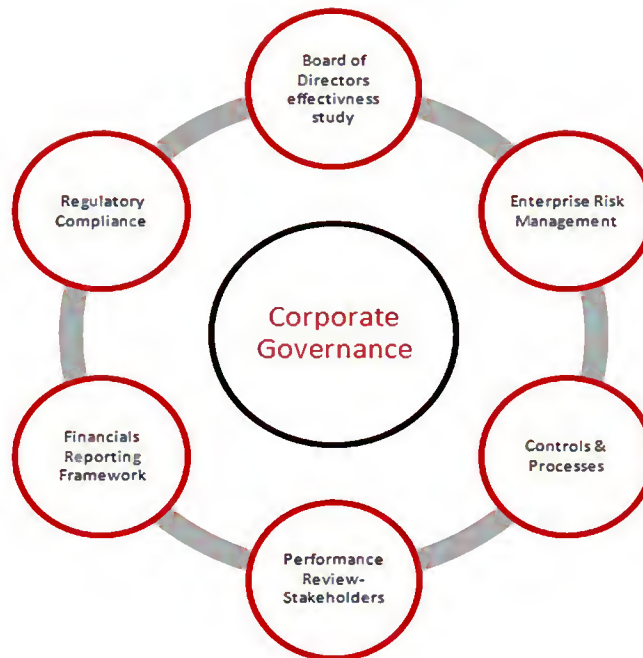 Board of
Directors
effectivness
study
Regulatory
Compliance
Enterprise Risk
Management
Corporate
Governance
Financials
Reporting
Framework
Controls &
Processes
Performance
Review-
Stakeholders